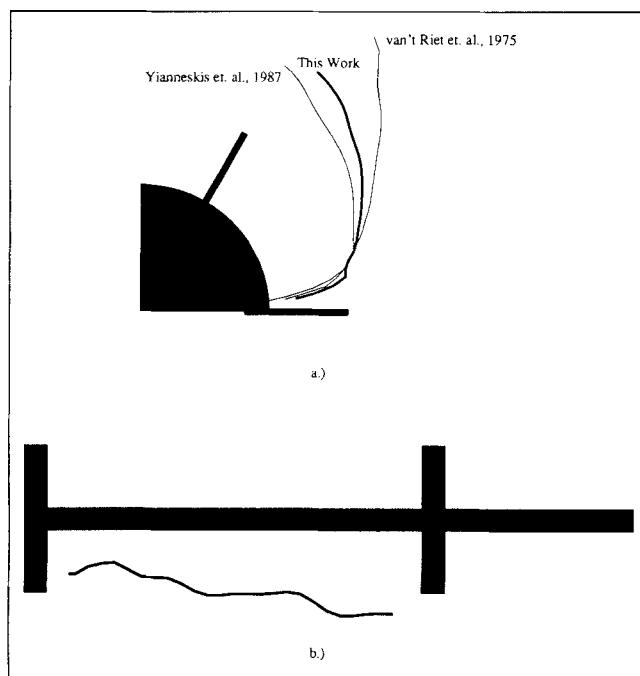 van't Riet et. al., 1975
This Work
Yianneskis et. al., 1987
a.)
b.)